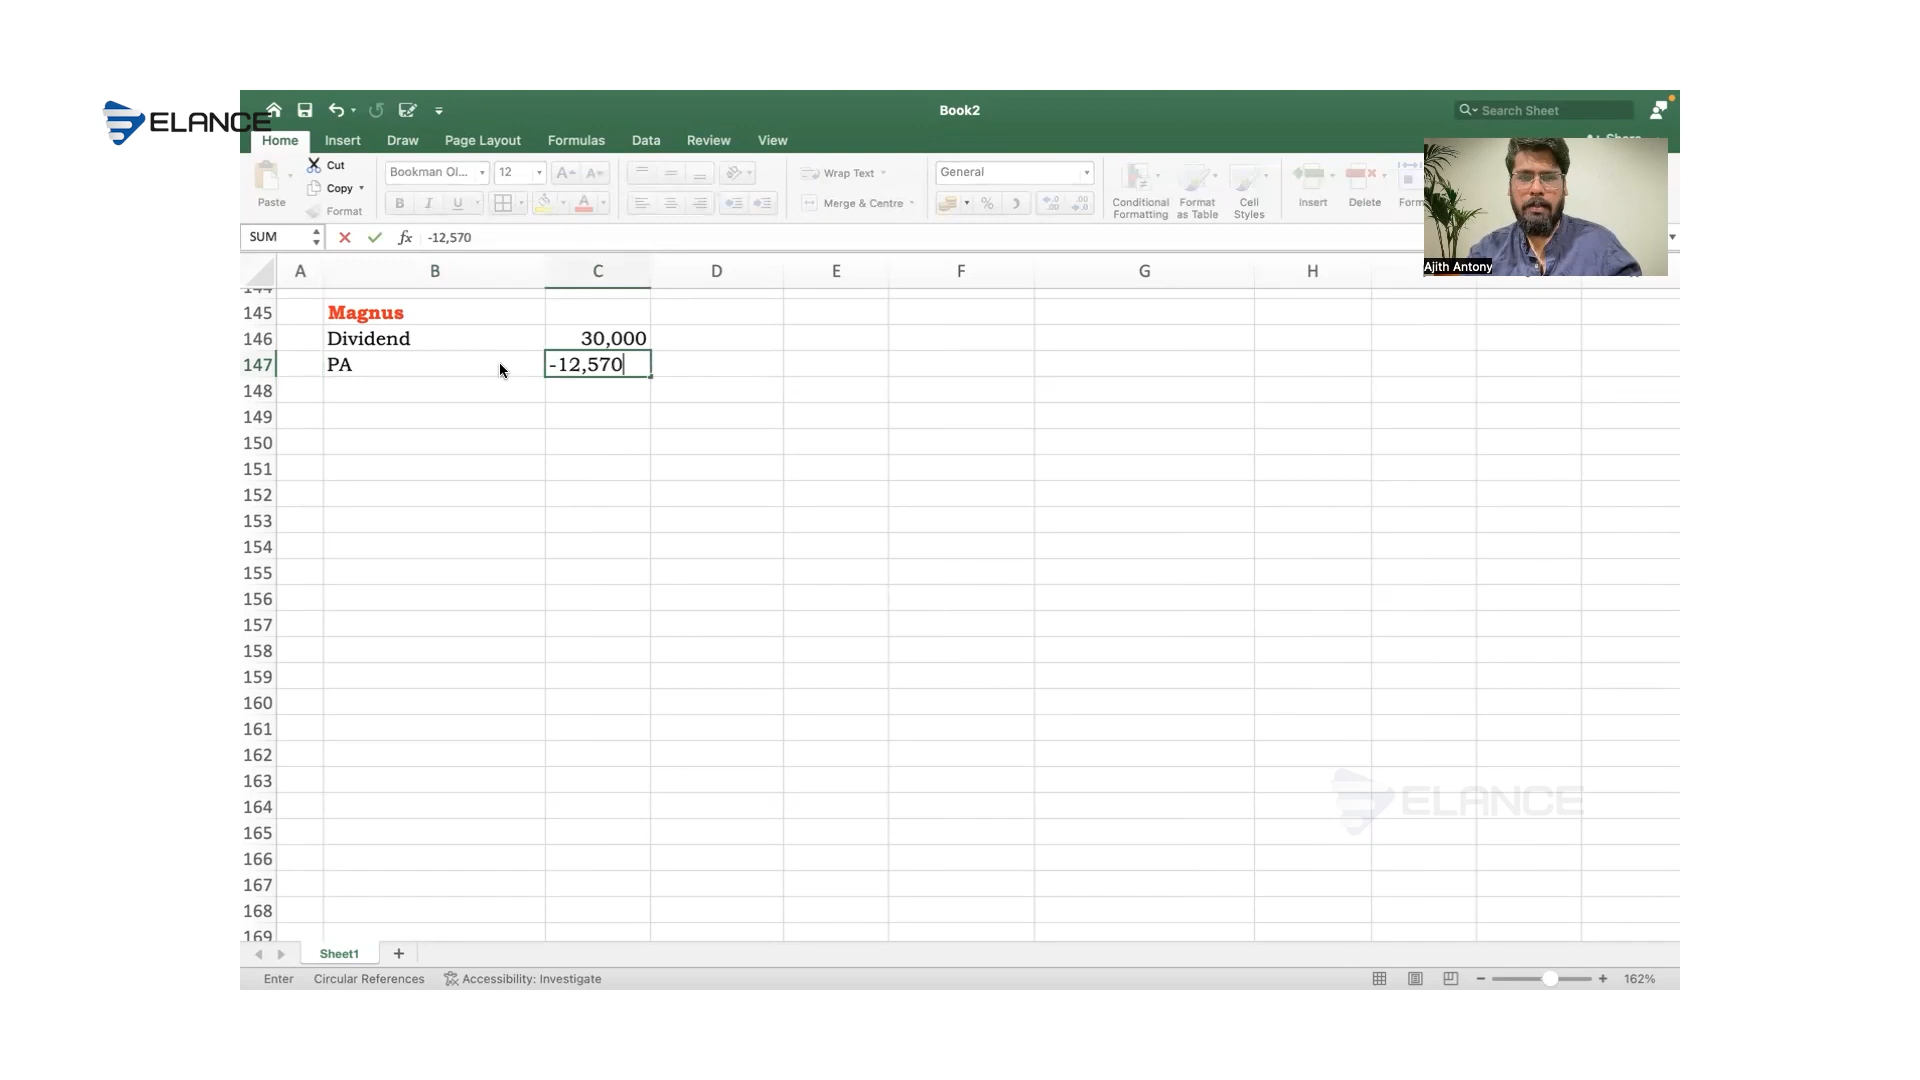 ELANCE
Book2
Search Sheet
Home Insert Draw Page Layout Formulas Data Review View
Share
Paste
Cut
Copy
Format
Bookman Ol... 12
A A
B I U
A
Wrap Text
Merge & Centre
General
%
Conditional
Formatting
Format
as Table
Cell
Styles
Insert
Delete
Form
Ajith Antony
SUM fx -12,570
A B C D E F G H
144
145 Magnus
146 Dividend 30,000
147 PA -12,570
148
149
150
151
152
153
154
155
156
157
158
159
160
161
162
163
164
165
166
167
168
169
ELANCE
Sheet1 +
Enter Circular References Accessibility: Investigate 162%